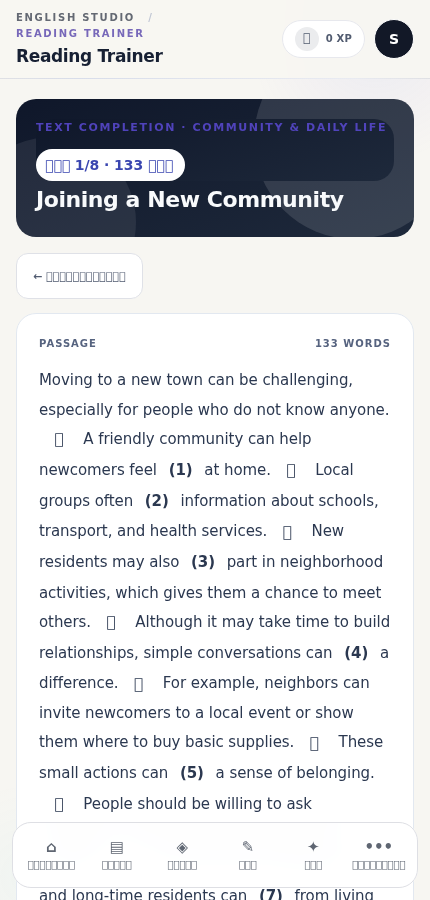 ENGLISH STUDIO /
READING TRAINER
Reading Trainer
0 XP
S
TEXT COMPLETION · COMMUNITY & DAILY LIFE
1/8 · 133
Joining a New Community
←
PASSAGE
133 WORDS
Moving to a new town can be challenging,
especially for people who do not know anyone.
A friendly community can help
newcomers feel (1) at home. Local
groups often (2) information about schools,
transport, and health services. New
residents may also (3) part in neighborhood
activities, which gives them a chance to meet
others. Although it may take time to build
relationships, simple conversations can (4) a
difference. For example, neighbors can
invite newcomers to a local event or show
them where to buy basic supplies. These
small actions can (5) a sense of belonging.
People should be willing to ask
and long-time residents can (7) from living